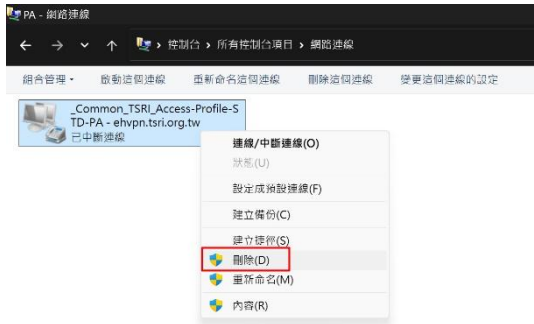 PA - 網路連線
控制台 > 所有控制台項目 > 網路連線
組合管理 啟動這個連線 重新命名這個連線 刪除這個連線 變更這個連線的設定
_Common_TSRI_Access-Profile-S
TD-PA - ehvpn.tsri.org.tw
已中斷連線
連線/中斷連線(O)
狀態(U)
設定成預設連線(F)
建立備份(C)
建立捷徑(S)
刪除(D)
重新命名(M)
內容(R)